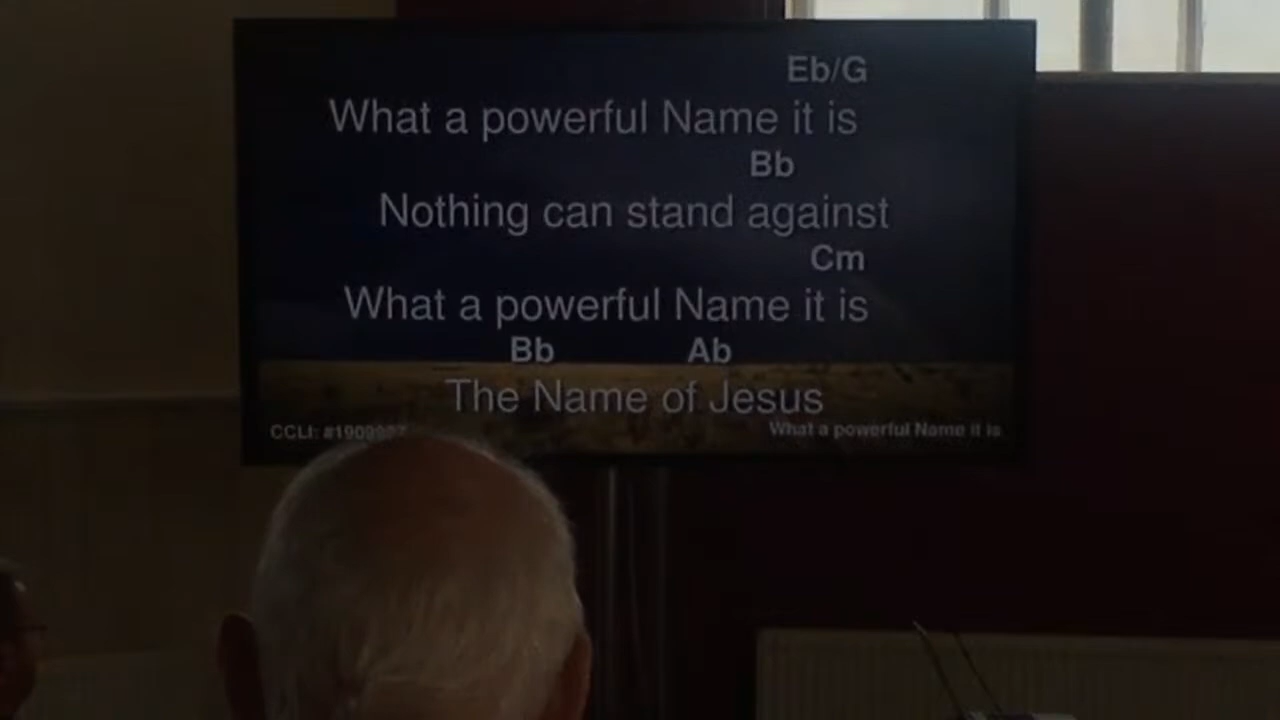 Eb/G
What a powerful Name it is
Bb
Nothing can stand against
Cm
What a powerful Name it is
Bb Ab
The Name of Jesus
CCLI:
What a powerful Name it is